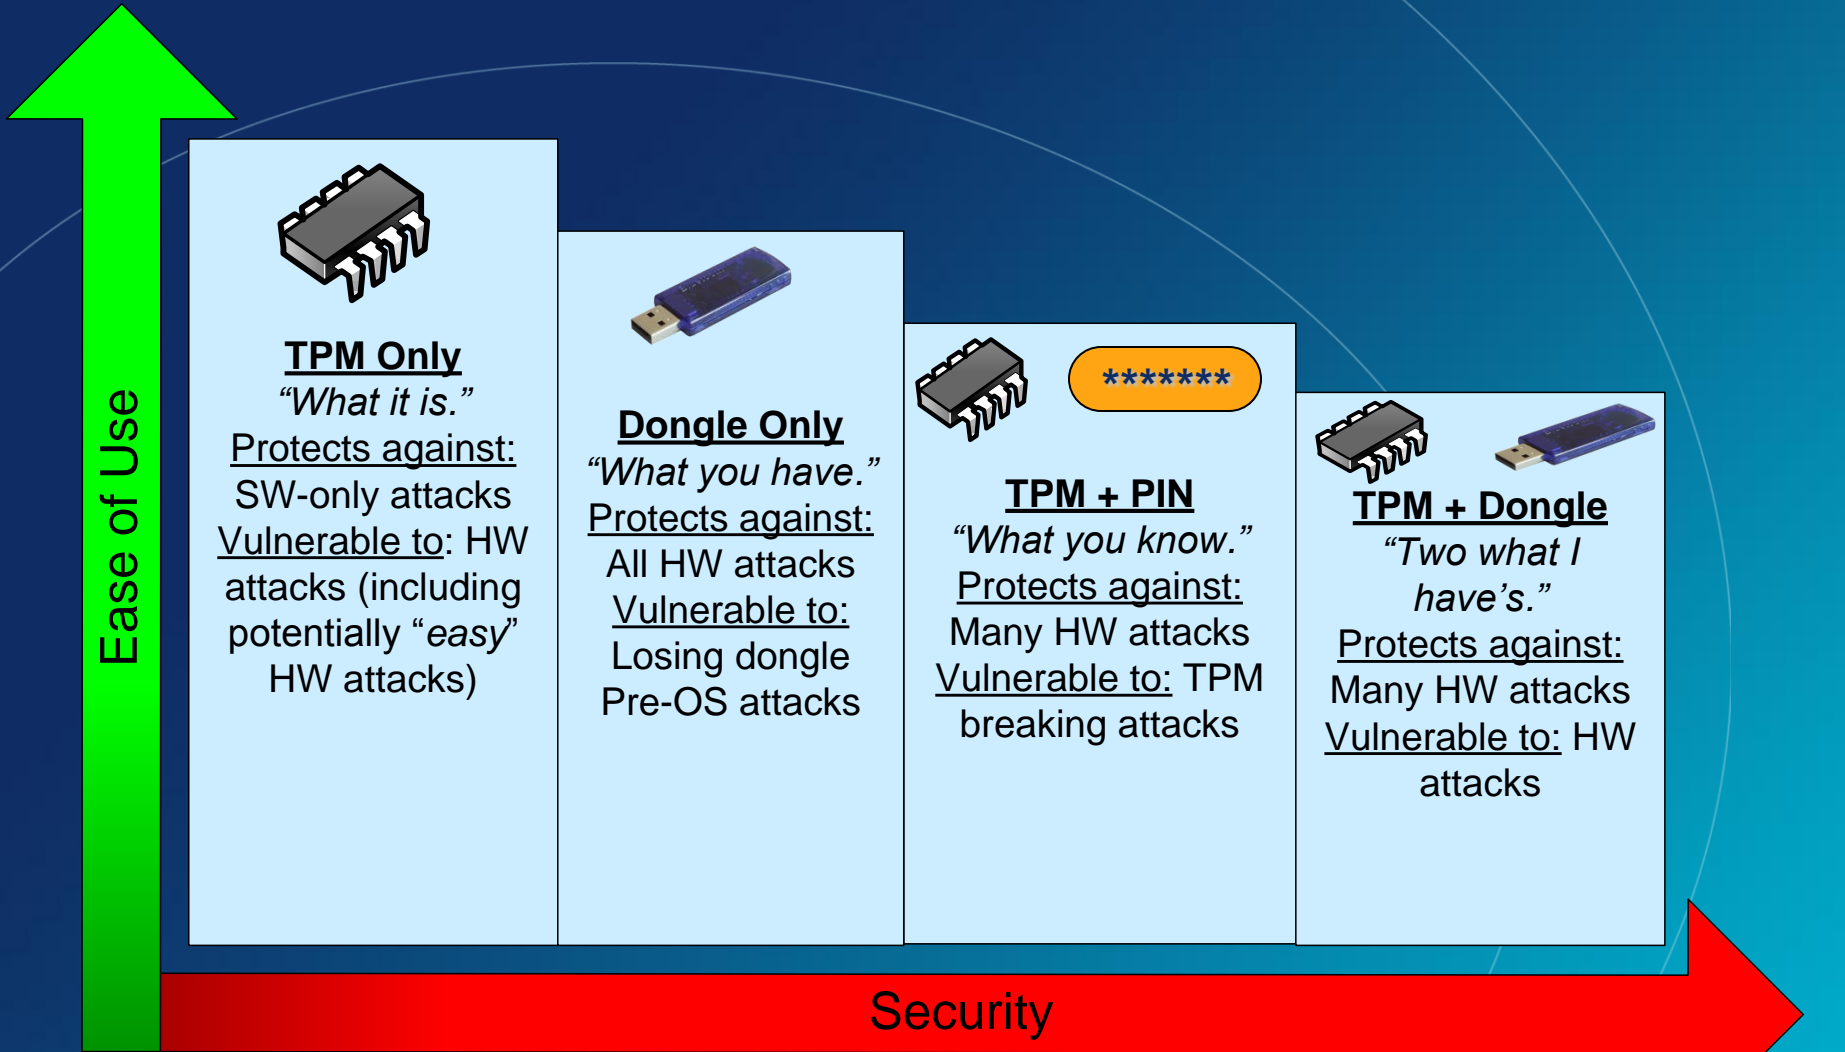 Ease of Use
TPM Only
“What it is.”
Protects against:
SW-only attacks
Vulnerable to: HW
attacks (including
potentially “easy”
HW attacks)
Dongle Only
“What you have.”
Protects against:
All HW attacks
Vulnerable to:
Losing dongle
Pre-OS attacks
*******
TPM + PIN
“What you know.”
Protects against:
Many HW attacks
Vulnerable to: TPM
breaking attacks
TPM + Dongle
“Two what I
have’s.”
Protects against:
Many HW attacks
Vulnerable to: HW
attacks
Security